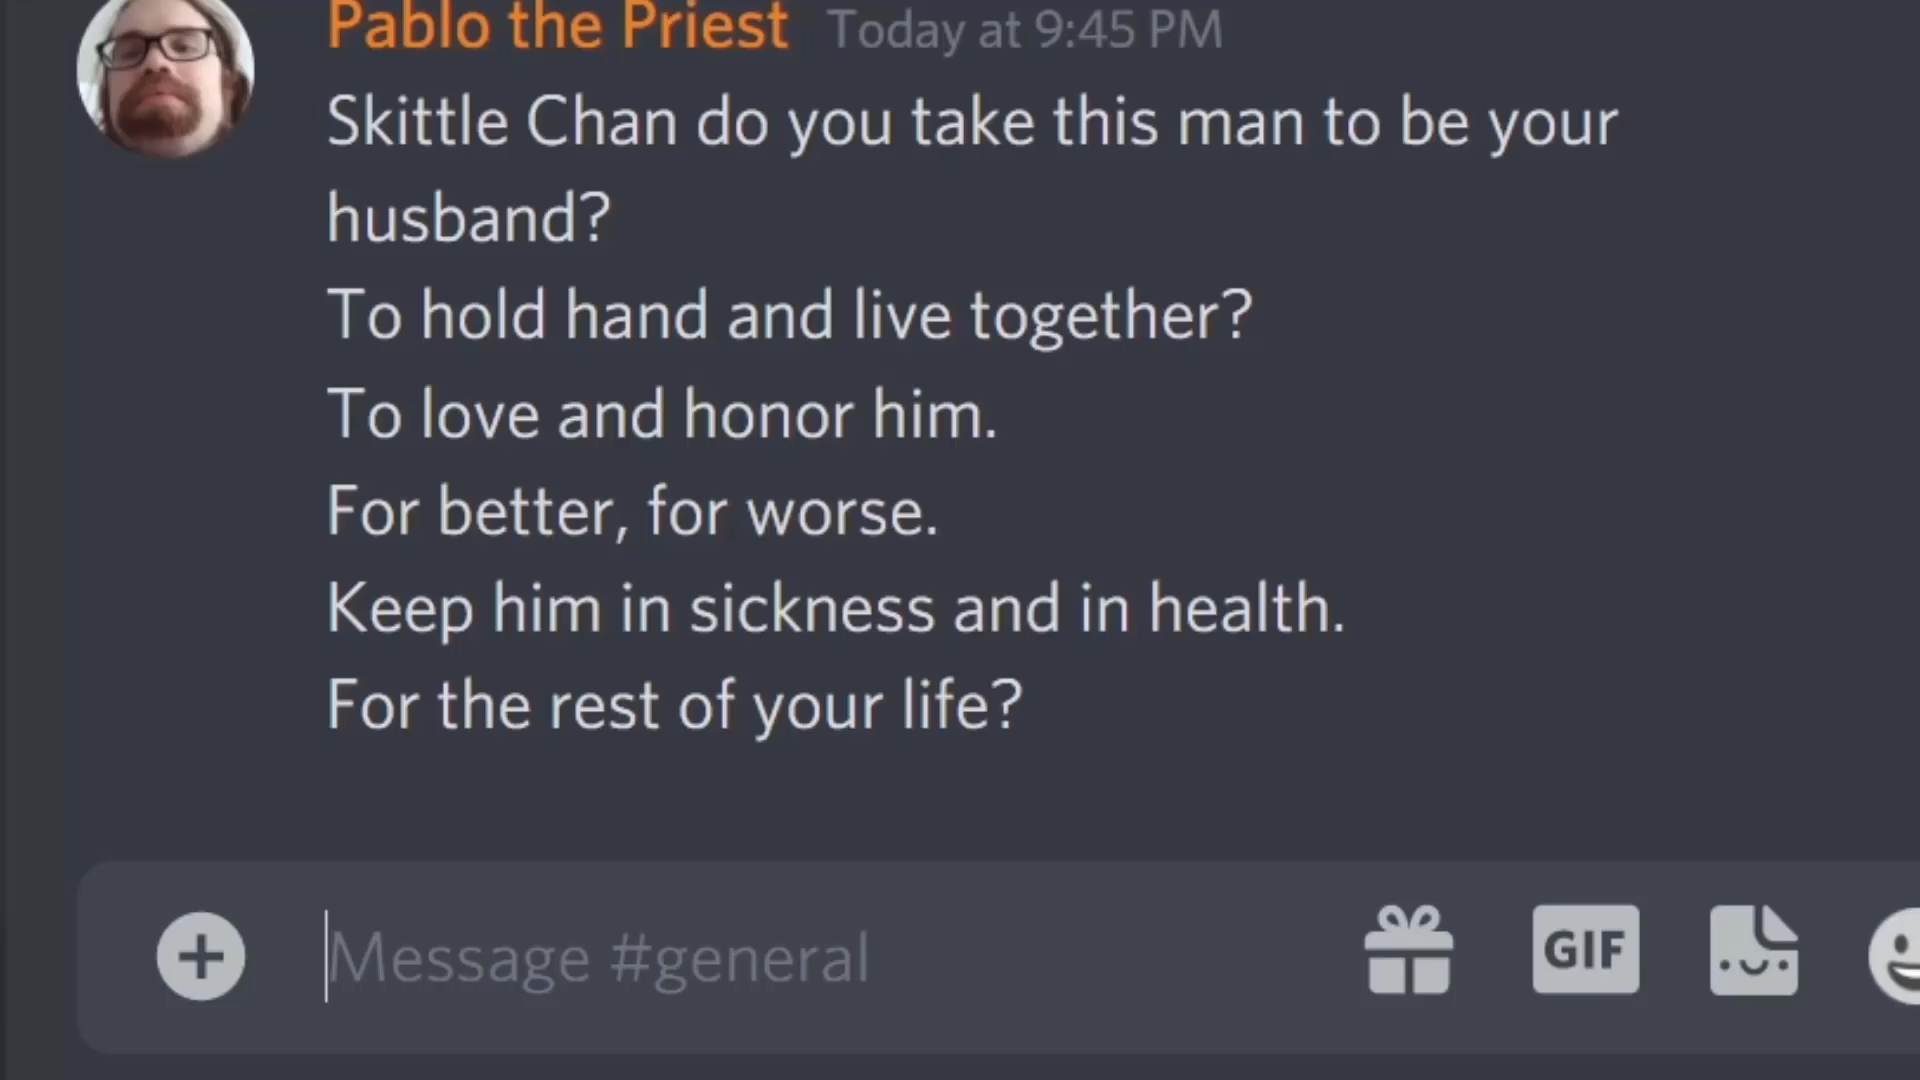 Pablo the Priest Today at 9:45 PM
Skittle Chan do you take this man to be your
husband?
To hold hand and live together?
To love and honor him.
For better, for worse.
Keep him in sickness and in health.
For the rest of your life?
Message #general
GIF